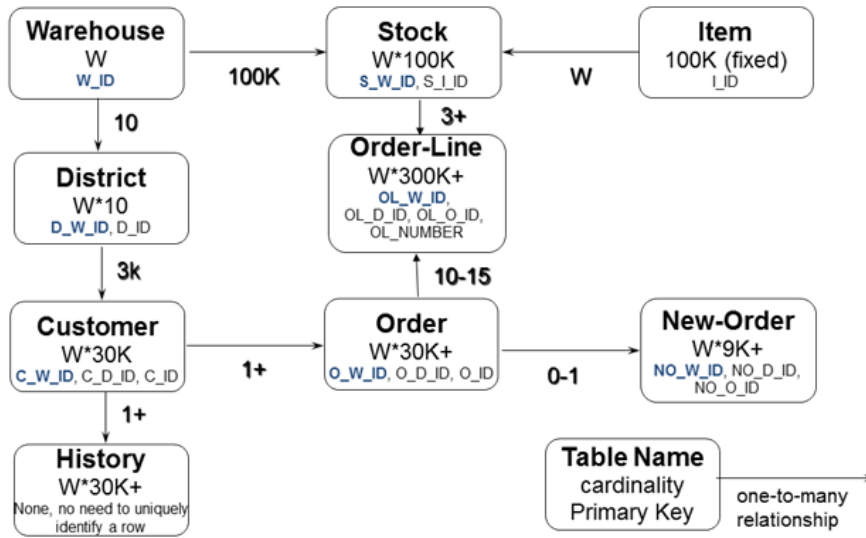 Warehouse
W
W_ID
100K
Stock
W*100K
S_W_ID, S_I_ID
W
Item
100K (fixed)
I_ID
10
3+
District
W*10
D_W_ID, D_ID
Order-Line
W*300K+
OL_W_ID,
OL_D_ID, OL_O_ID,
OL_NUMBER
3k
10-15
Customer
W*30K
C_W_ID, C_D_ID, C_ID
1+
Order
W*30K+
O_W_ID, O_D_ID, O_ID
0-1
New-Order
W*9K+
NO_W_ID, NO_D_ID,
NO_O_ID
1+
History
W*30K+
None, no need to uniquely
identify a row
Table Name
cardinality
Primary Key
one-to-many
relationship